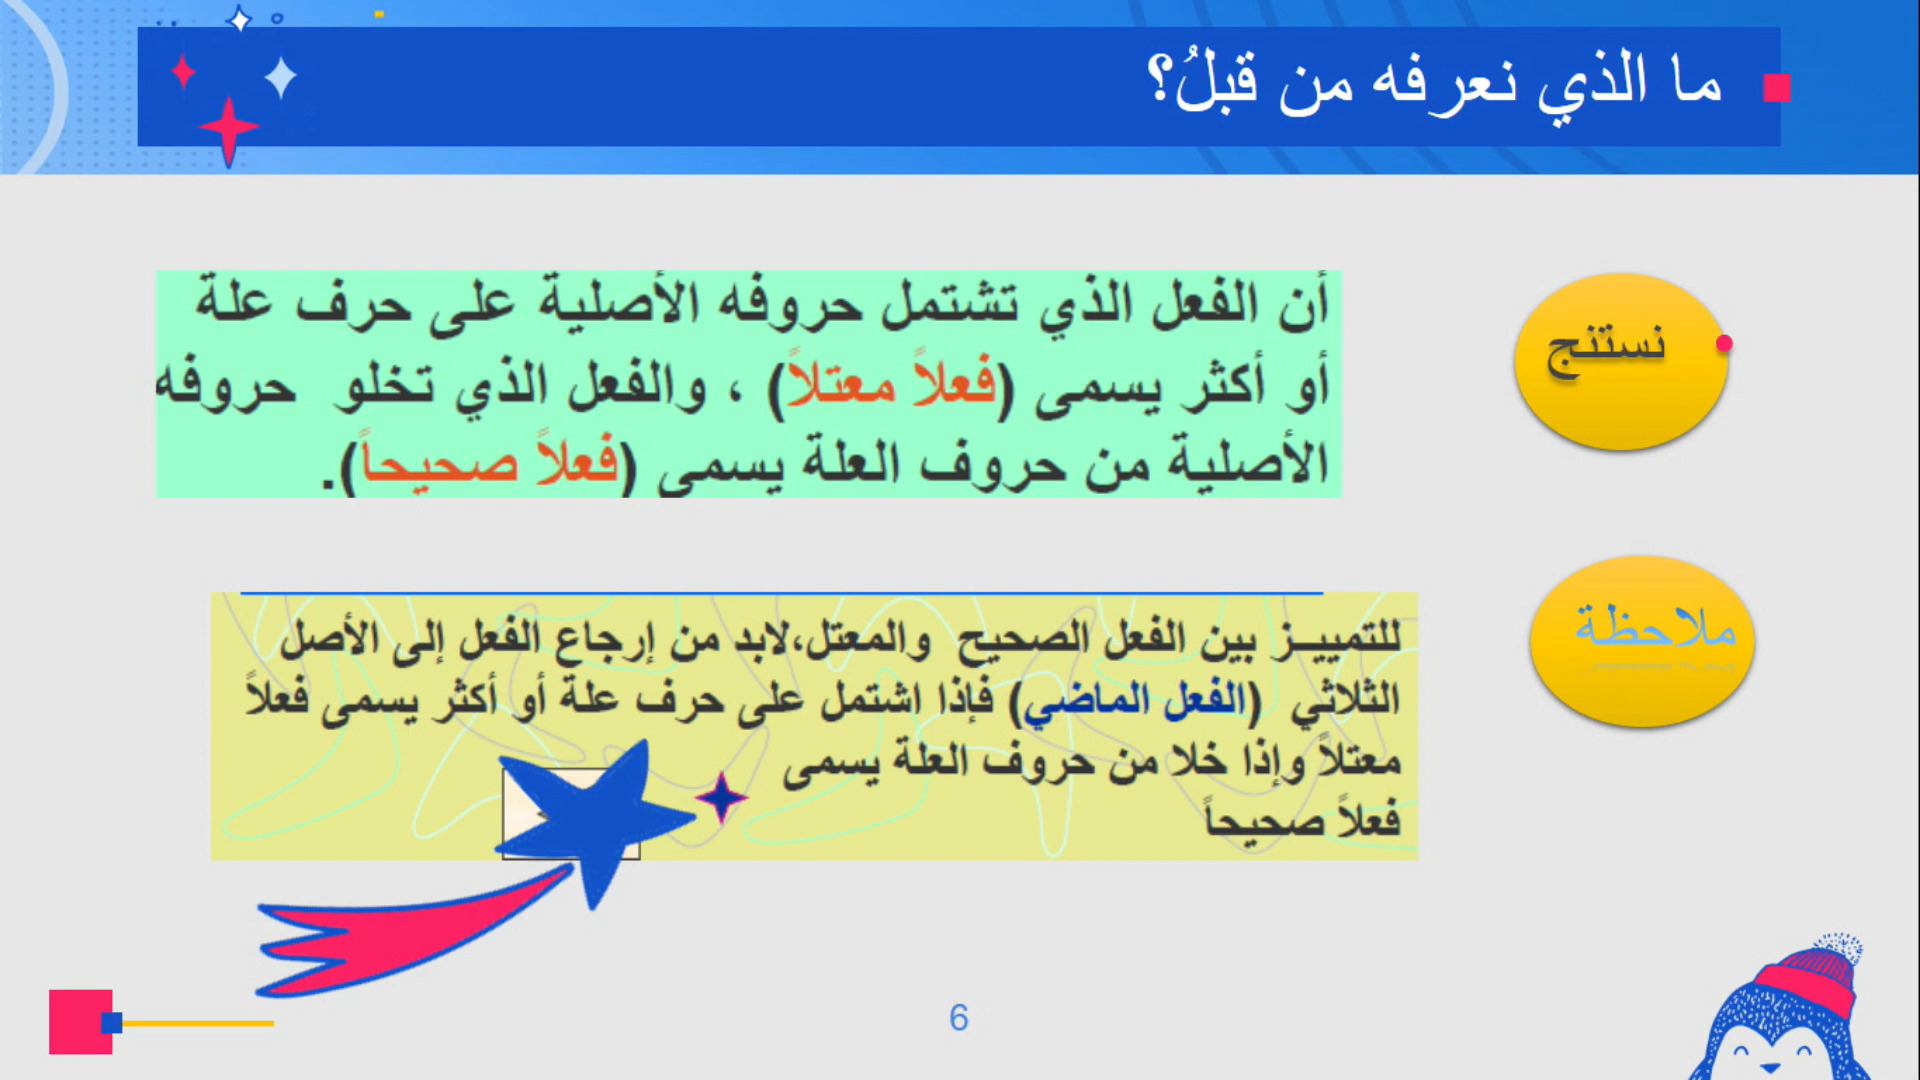 ما الذي نعرفه من قبلُ؟
نستنج
أن الفعل الذي تشتمل حروفه الأصلية على حرف علة
أو أكثر يسمى (فعلاً معتلاً) ، والفعل الذي تخلو حروفه
الأصلية من حروف العلة يسمى (فعلاً صحيحاً).
ملاحظة
للتمييــز بين الفعل الصحيح والمعتل،لابد من إرجاع الفعل إلى الأصل
الثلاثي (الفعل الماضي) فإذا اشتمل على حرف علة أو أكثر يسمى فعلاً
معتلاً وإذا خلا من حروف العلة يسمى
فعلاً صحيحاً
6